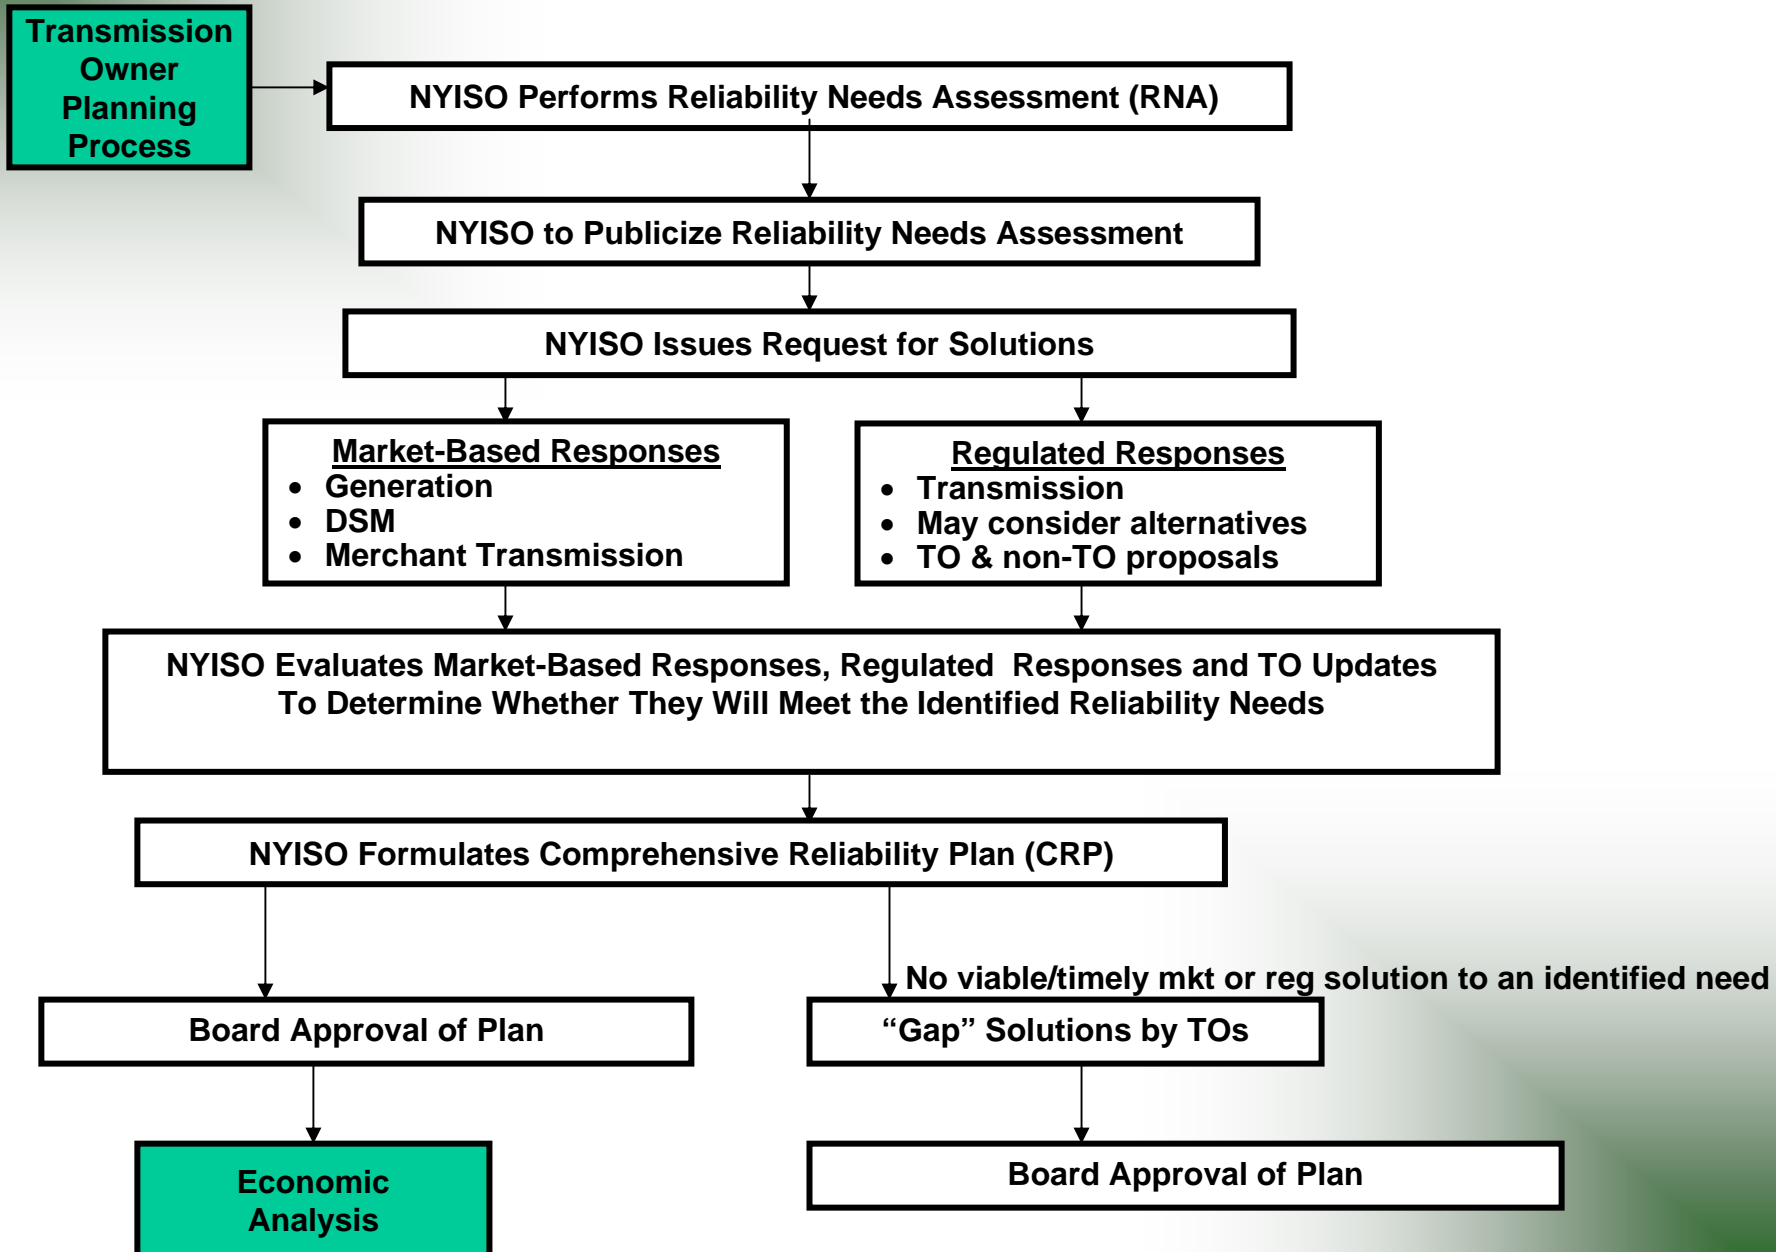 Transmission
Owner
Planning
Process
NYISO Performs Reliability Needs Assessment (RNA)
NYISO to Publicize Reliability Needs Assessment
NYISO Issues Request for Solutions
Market-Based Responses
• Generation
• DSM
• Merchant Transmission
Regulated Responses
• Transmission
• May consider alternatives
• TO & non-TO proposals
NYISO Evaluates Market-Based Responses, Regulated  Responses and TO Updates
To Determine Whether They Will Meet the Identified Reliability Needs
NYISO Formulates Comprehensive Reliability Plan (CRP)
No viable/timely mkt or reg solution to an identified need
Board Approval of Plan
“Gap” Solutions by TOs
Economic
Analysis
Board Approval of Plan